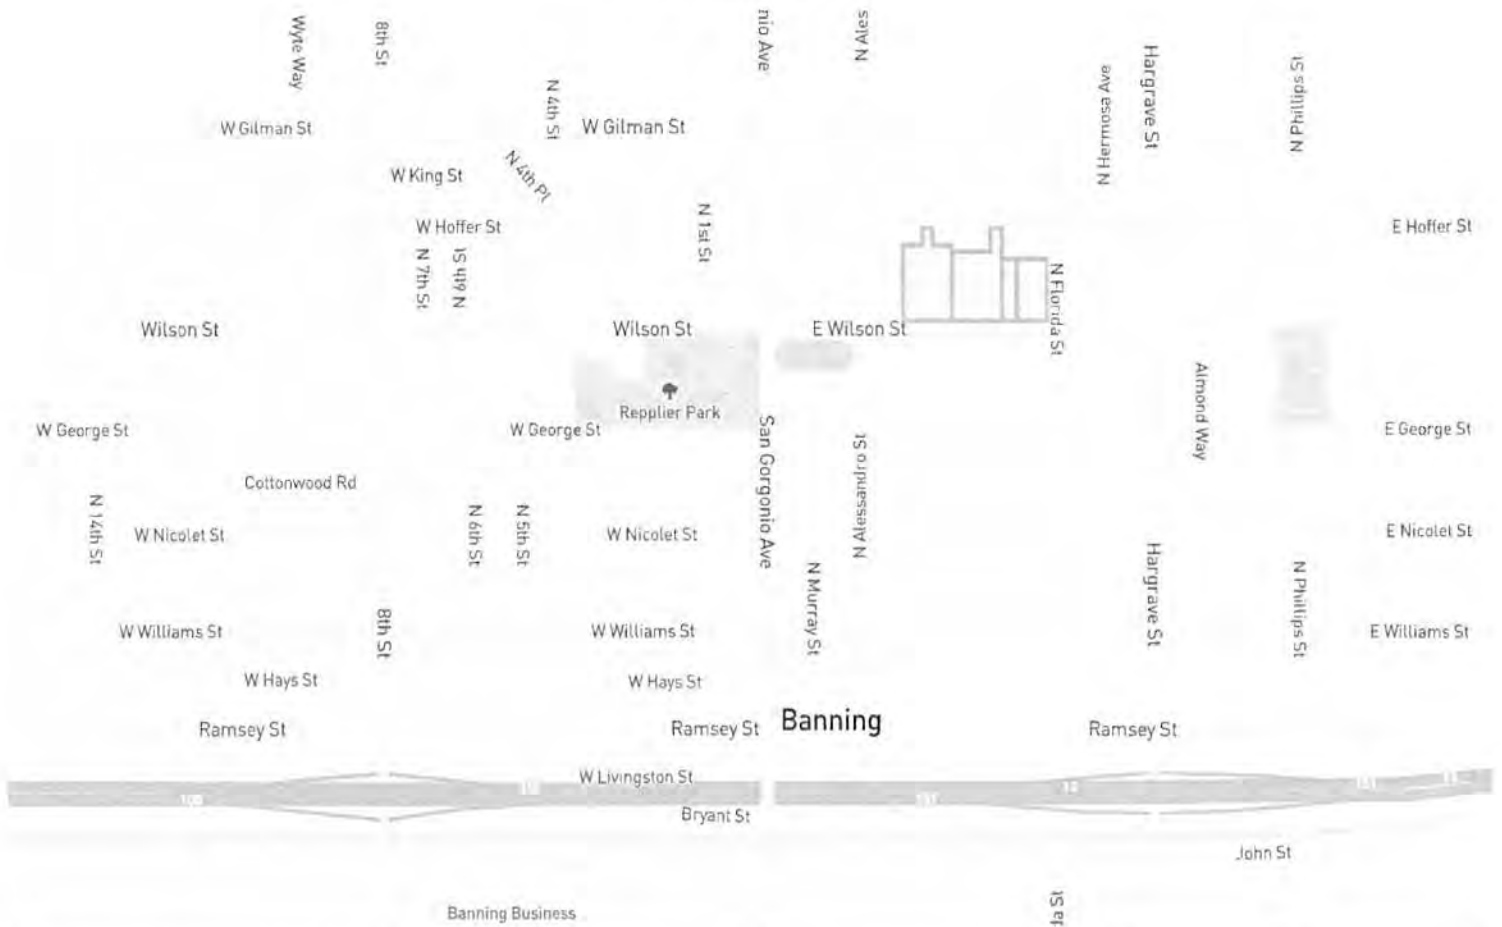 Wyte Way
8th St
nio Ave
N Ales
Hargrave St
N Hermosa Ave
N Phillips St
N 4th St
W Gilman St
W Gilman St
N 4th Pl
W King St
N 1st St
W Hoffer St
E Hoffer St
N 7th St
N 6th St
N Florida St
Wilson St
Wilson St
E Wilson St
Almond Way
Repplier Park
W George St
W George St
San Gorgonio Ave
N Alessandro St
E George St
Cottonwood Rd
N 14th St
W Nicolet St
N 6th St
N 5th St
W Nicolet St
E Nicolet St
N Murray St
Hargrave St
N Phillips St
W Williams St
8th St
W Williams St
E Williams St
W Hays St
W Hays St
Ramsey St
Ramsey St
Banning
Ramsey St
W Livingston St
Bryant St
John St
Banning Business